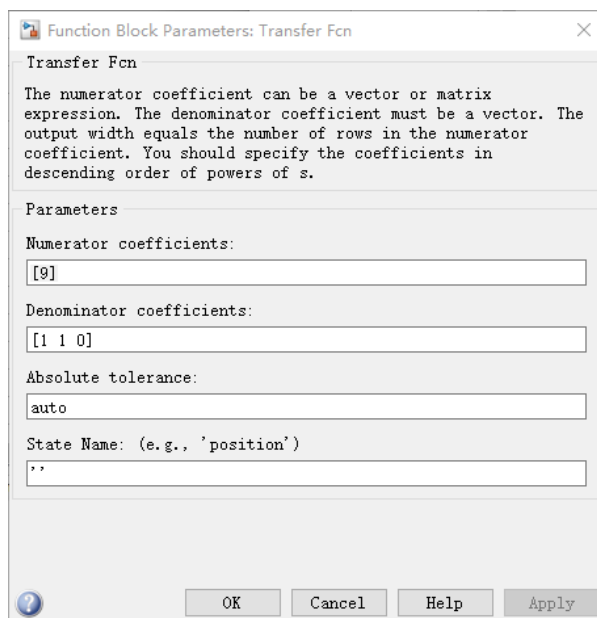 Function Block Parameters: Transfer Fcn
Transfer Fcn
The numerator coefficient can be a vector or matrix
expression. The denominator coefficient must be a vector. The
output width equals the number of rows in the numerator
coefficient. You should specify the coefficients in
descending order of powers of s.
Parameters
Numerator coefficients:
[9]
Denominator coefficients:
[1 1 0]
Absolute tolerance:
auto
State Name: (e.g., 'position')
''
OK Cancel Help Apply